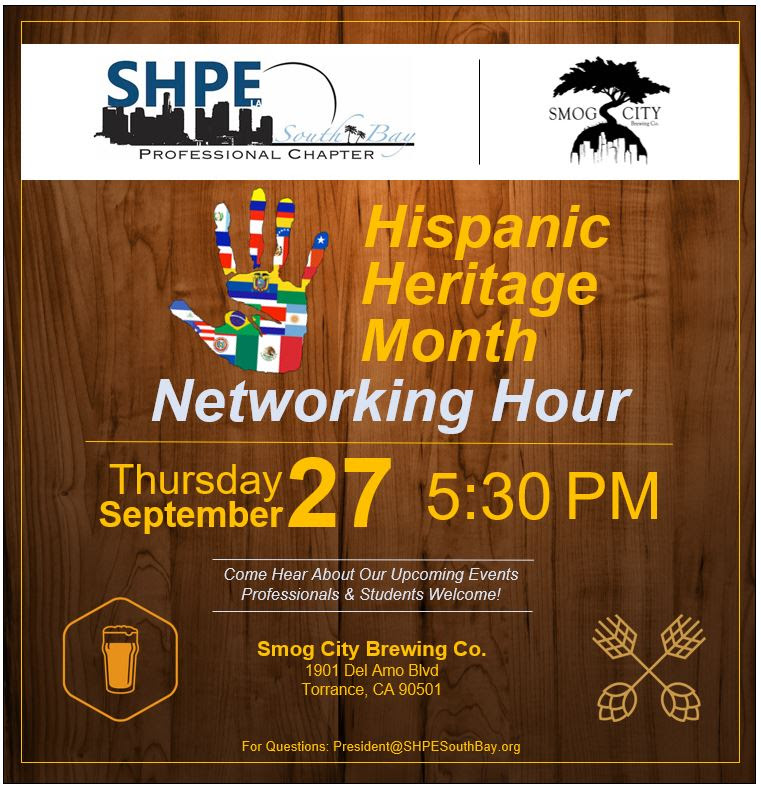 SHPE
LA
South Bay
PROFESSIONAL CHAPTER
SMOG CITY
Brewing Co.
Hispanic
Heritage
Month
Networking Hour
Thursday
September 27 5:30 PM
Come Hear About Our Upcoming Events
Professionals & Students Welcome!
Smog City Brewing Co.
1901 Del Amo Blvd
Torrance, CA 90501
For Questions: President@SHPESouthBay.org